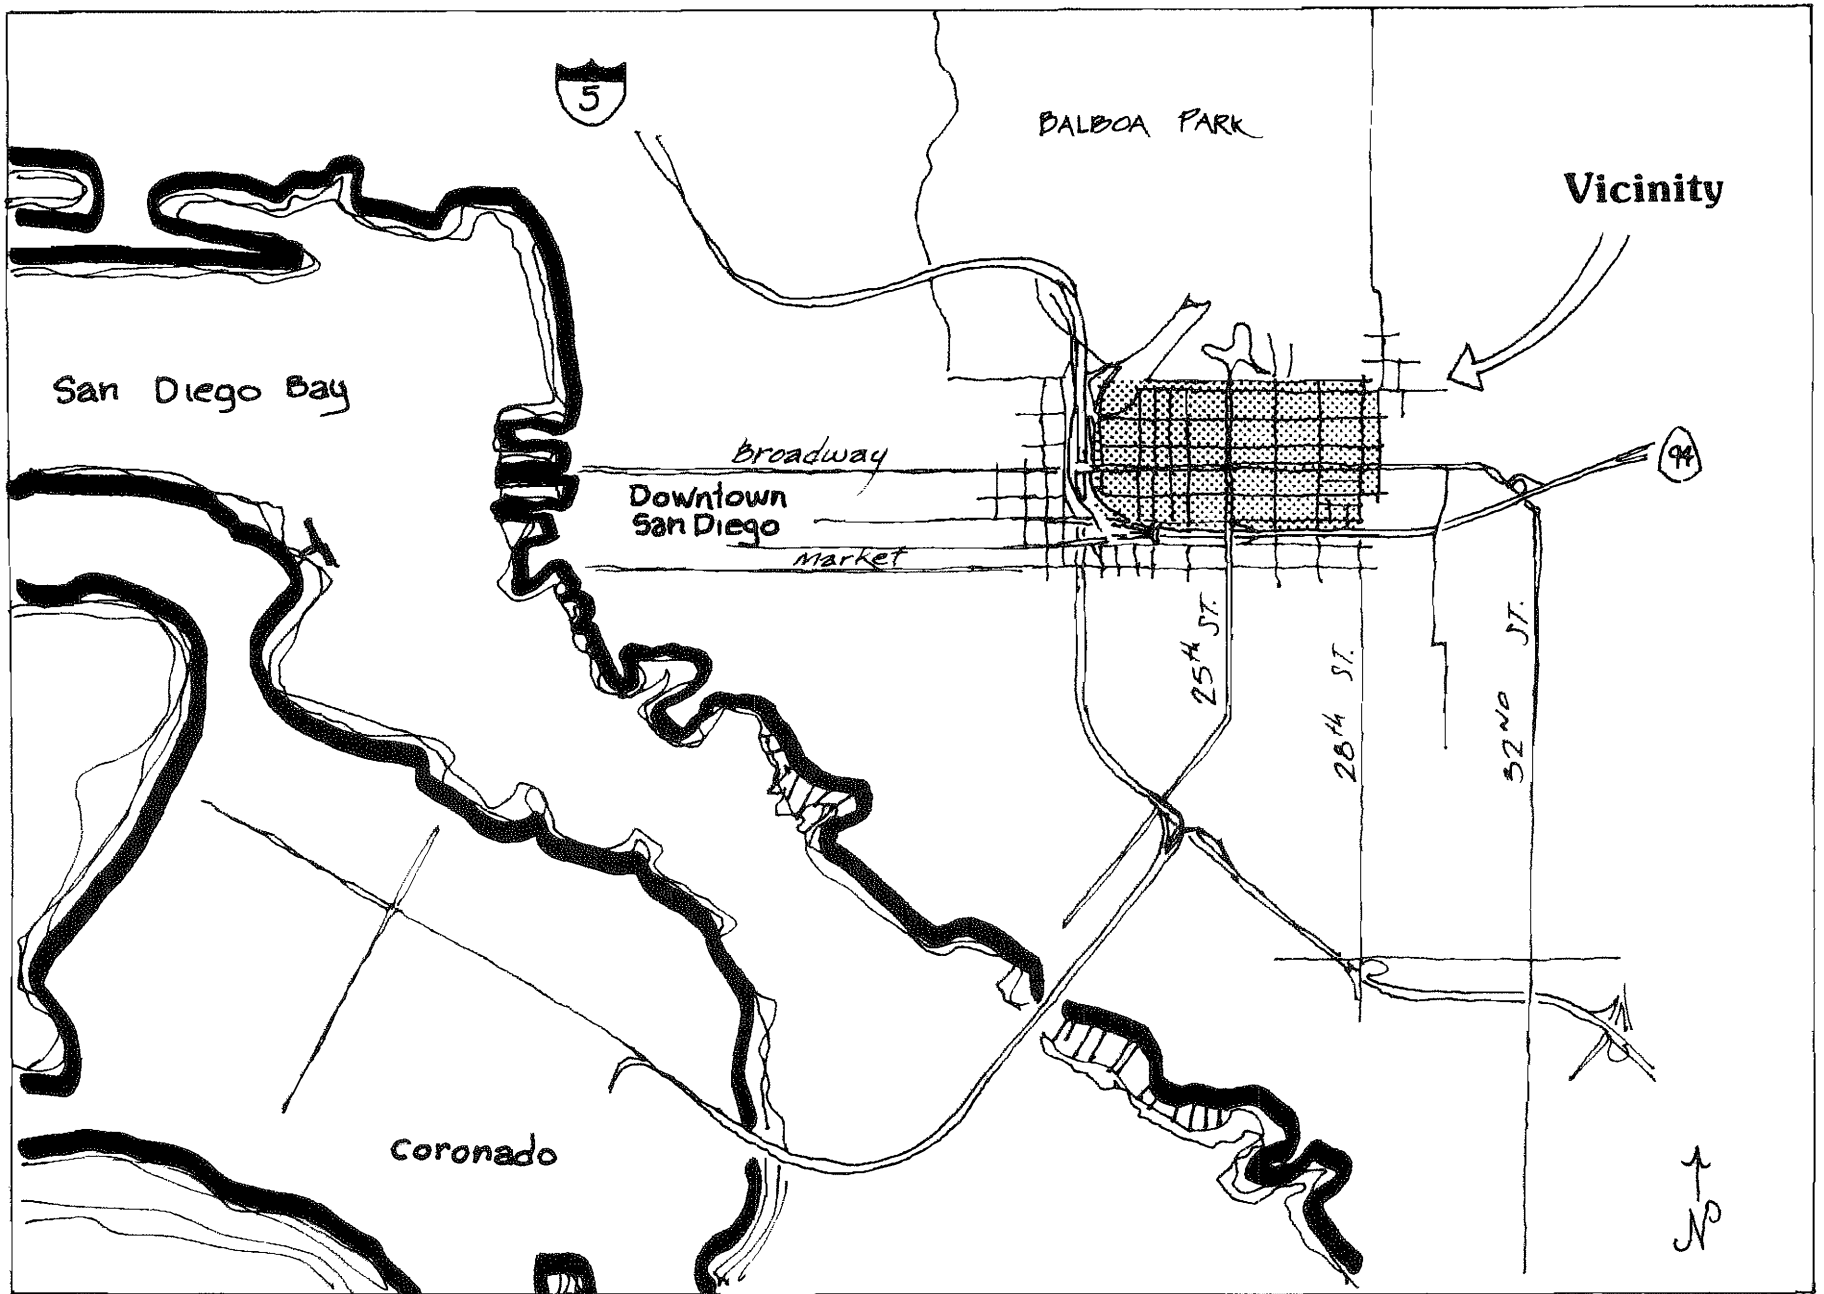 5
BALBOA PARK
Vicinity
San Diego Bay
Broadway
94
Downtown
San Diego
Market
25th ST.
28th ST.
32ND ST.
Coronado
N